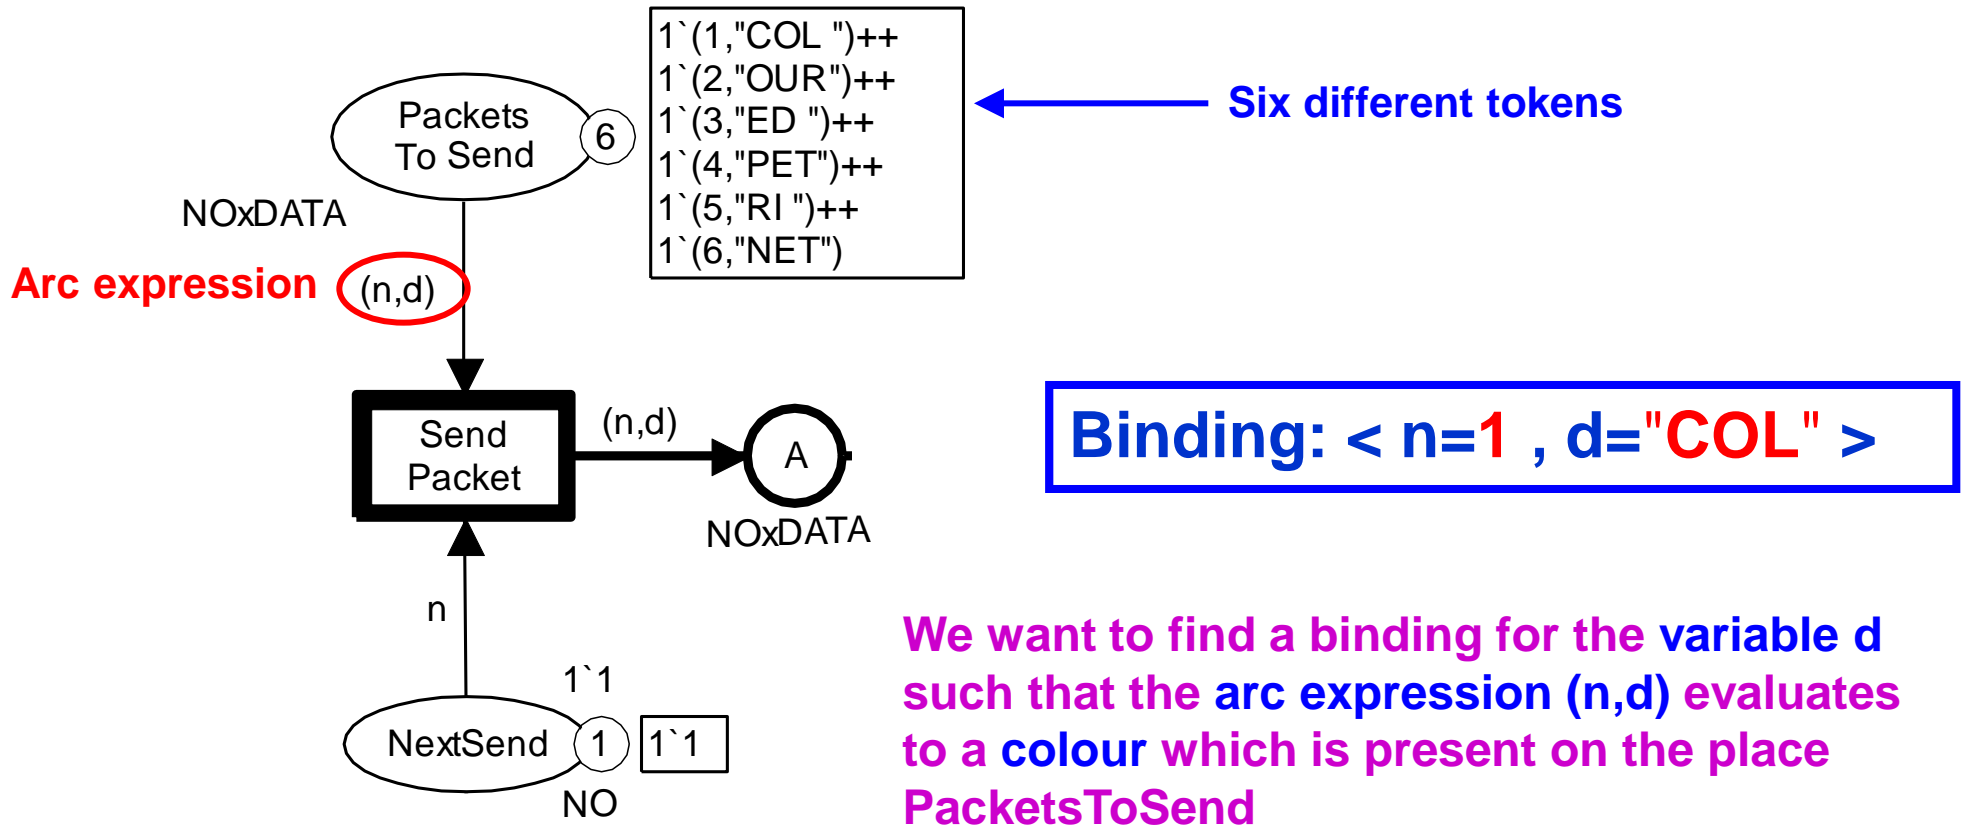 1`(1,"COL ")++
1`(2,"OUR")++
1`(3,"ED ")++
1`(4,"PET")++
1`(5,"RI ")++
1`(6,"NET")
Six different tokens
Packets
To Send
6
NOxDATA
Arc expression
(n,d)
Send
Packet
(n,d)
A
NOxDATA
Binding: < n=1 , d="COL" >
n
1`1
NextSend
1
1`1
NO
We want to find a binding for the variable d
such that the arc expression (n,d) evaluates
to a colour which is present on the place
PacketsToSend